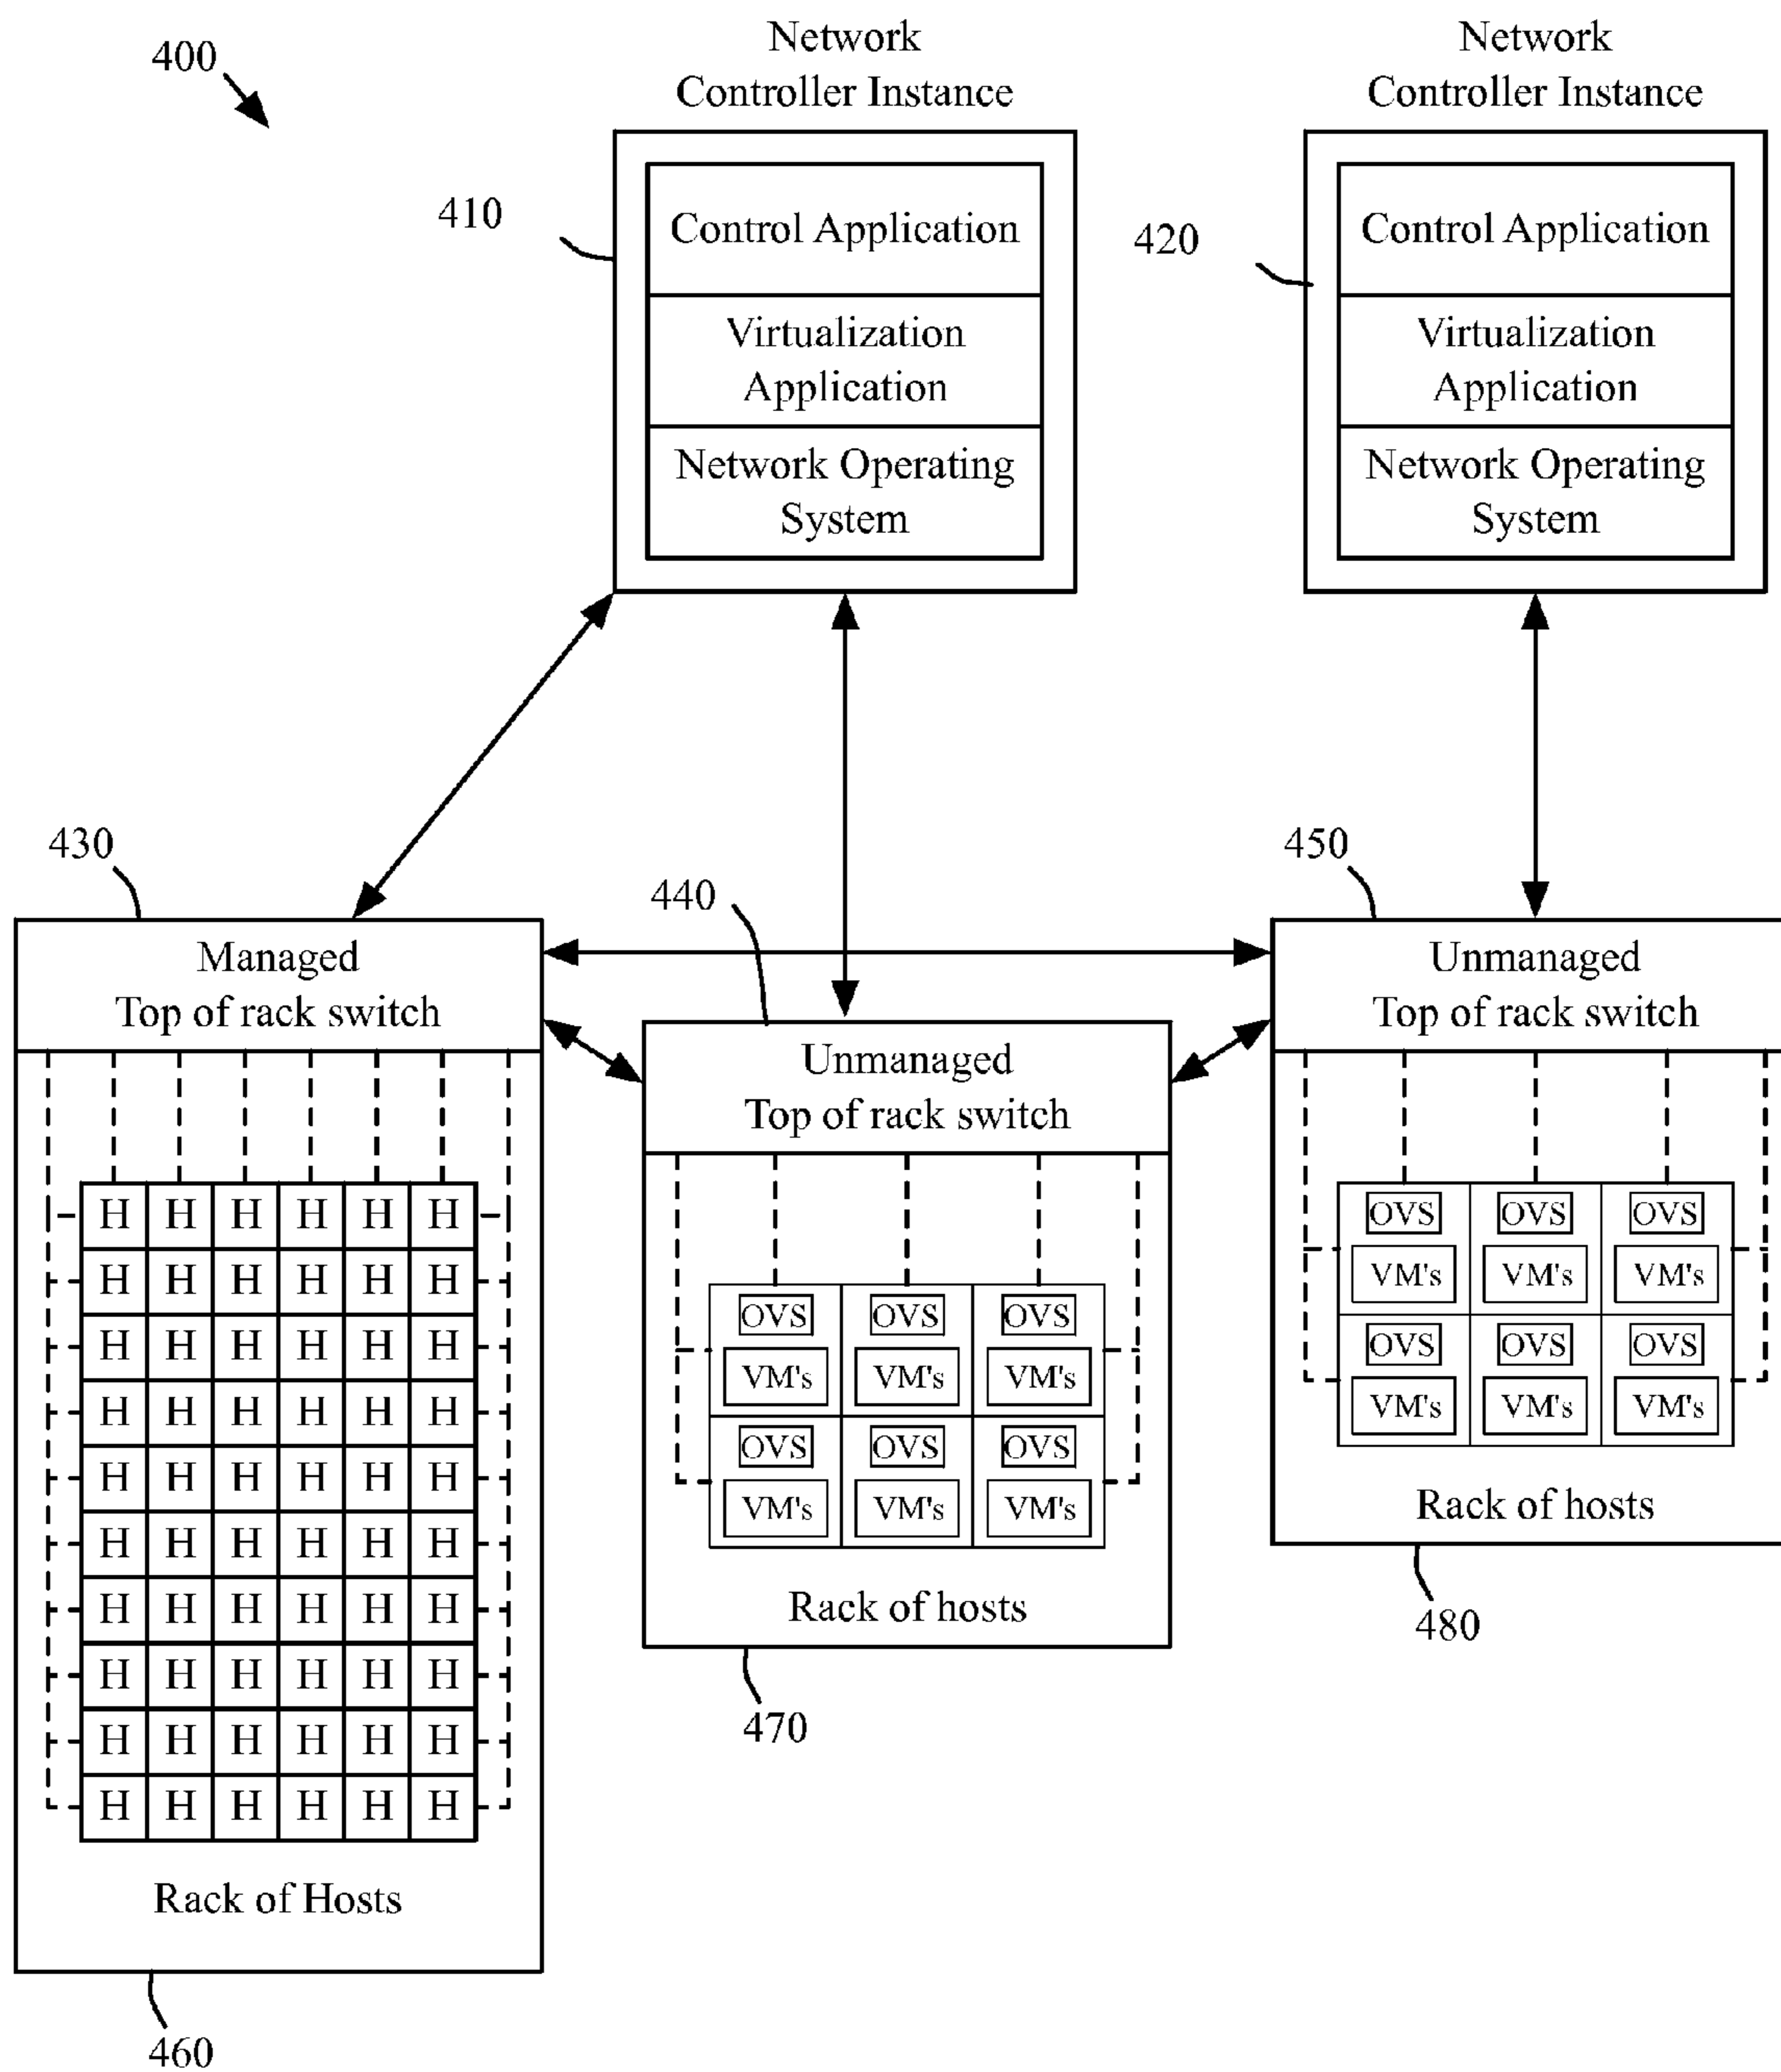 400
Network
Controller Instance
Network
Controller Instance
410
Control Application
Virtualization
Application
Network Operating
System
420
Control Application
Virtualization
Application
Network Operating
System
430
Managed
Top of rack switch
440
Unmanaged
Top of rack switch
450
Unmanaged
Top of rack switch
H H H H H H
H H H H H H
H H H H H H
H H H H H H
H H H H H H
H H H H H H
H H H H H H
H H H H H H
H H H H H H
H H H H H H
Rack of Hosts
460
OVS OVS OVS
VM's VM's VM's
OVS OVS OVS
VM's VM's VM's
Rack of hosts
470
OVS OVS OVS
VM's VM's VM's
OVS OVS OVS
VM's VM's VM's
Rack of hosts
480